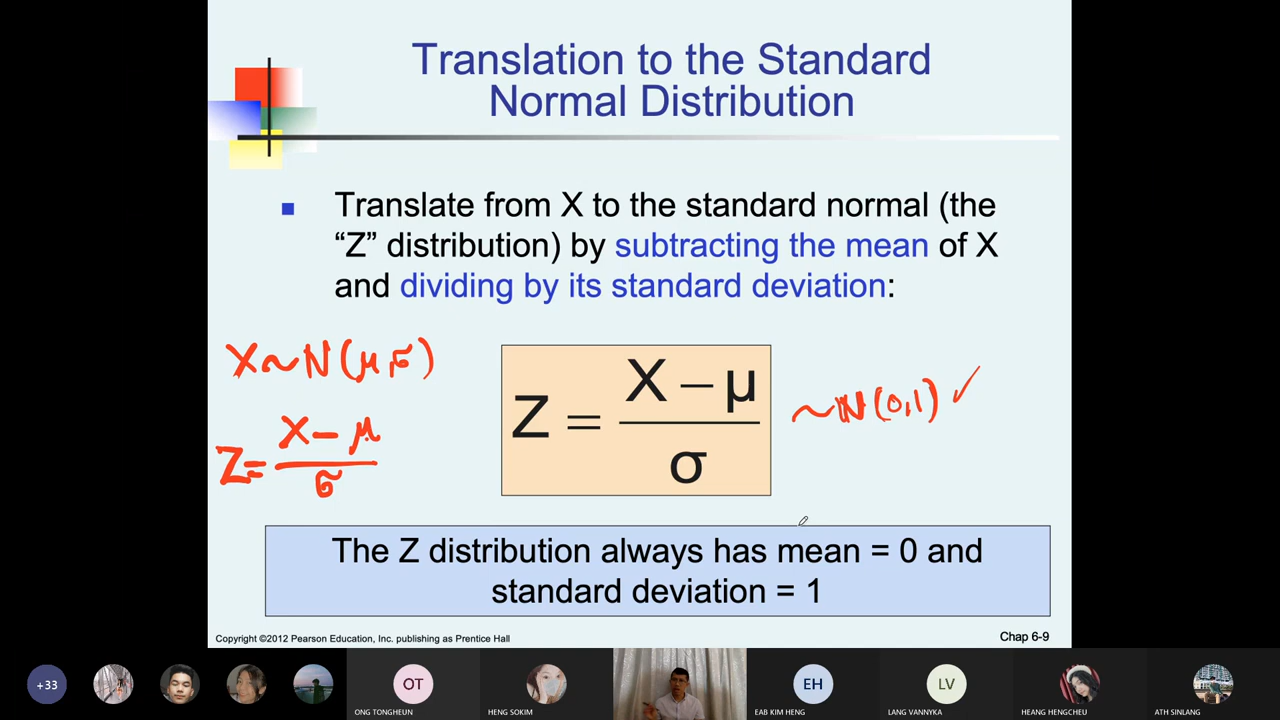 Translation to the Standard
Normal Distribution
Translate from X to the standard normal (the
“Z” distribution) by subtracting the mean of X
and dividing by its standard deviation:
X~N(μ,σ)
Z = X – μ / σ
Z = X – μ / σ
~N(0,1) ✓
The Z distribution always has mean = 0 and
standard deviation = 1
Copyright ©2012 Pearson Education, Inc. publishing as Prentice Hall
Chap 6-9
+33
OT
EH
LV
ONG TONGHEUN
HENG SOKIM
EAB KIM HENG
LANG VANNYKA
HEANG HENGCHEU
ATH SINLANG